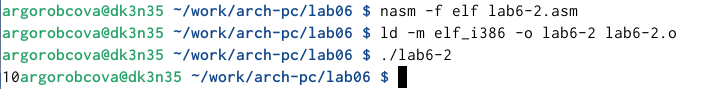 argorobcova@dk3n35 ~/work/arch-pc/lab06 $ nasm -f elf lab6-2.asm
argorobcova@dk3n35 ~/work/arch-pc/lab06 $ ld -m elf_i386 -o lab6-2 lab6-2.o
argorobcova@dk3n35 ~/work/arch-pc/lab06 $ ./lab6-2
10argorobcova@dk3n35 ~/work/arch-pc/lab06 $